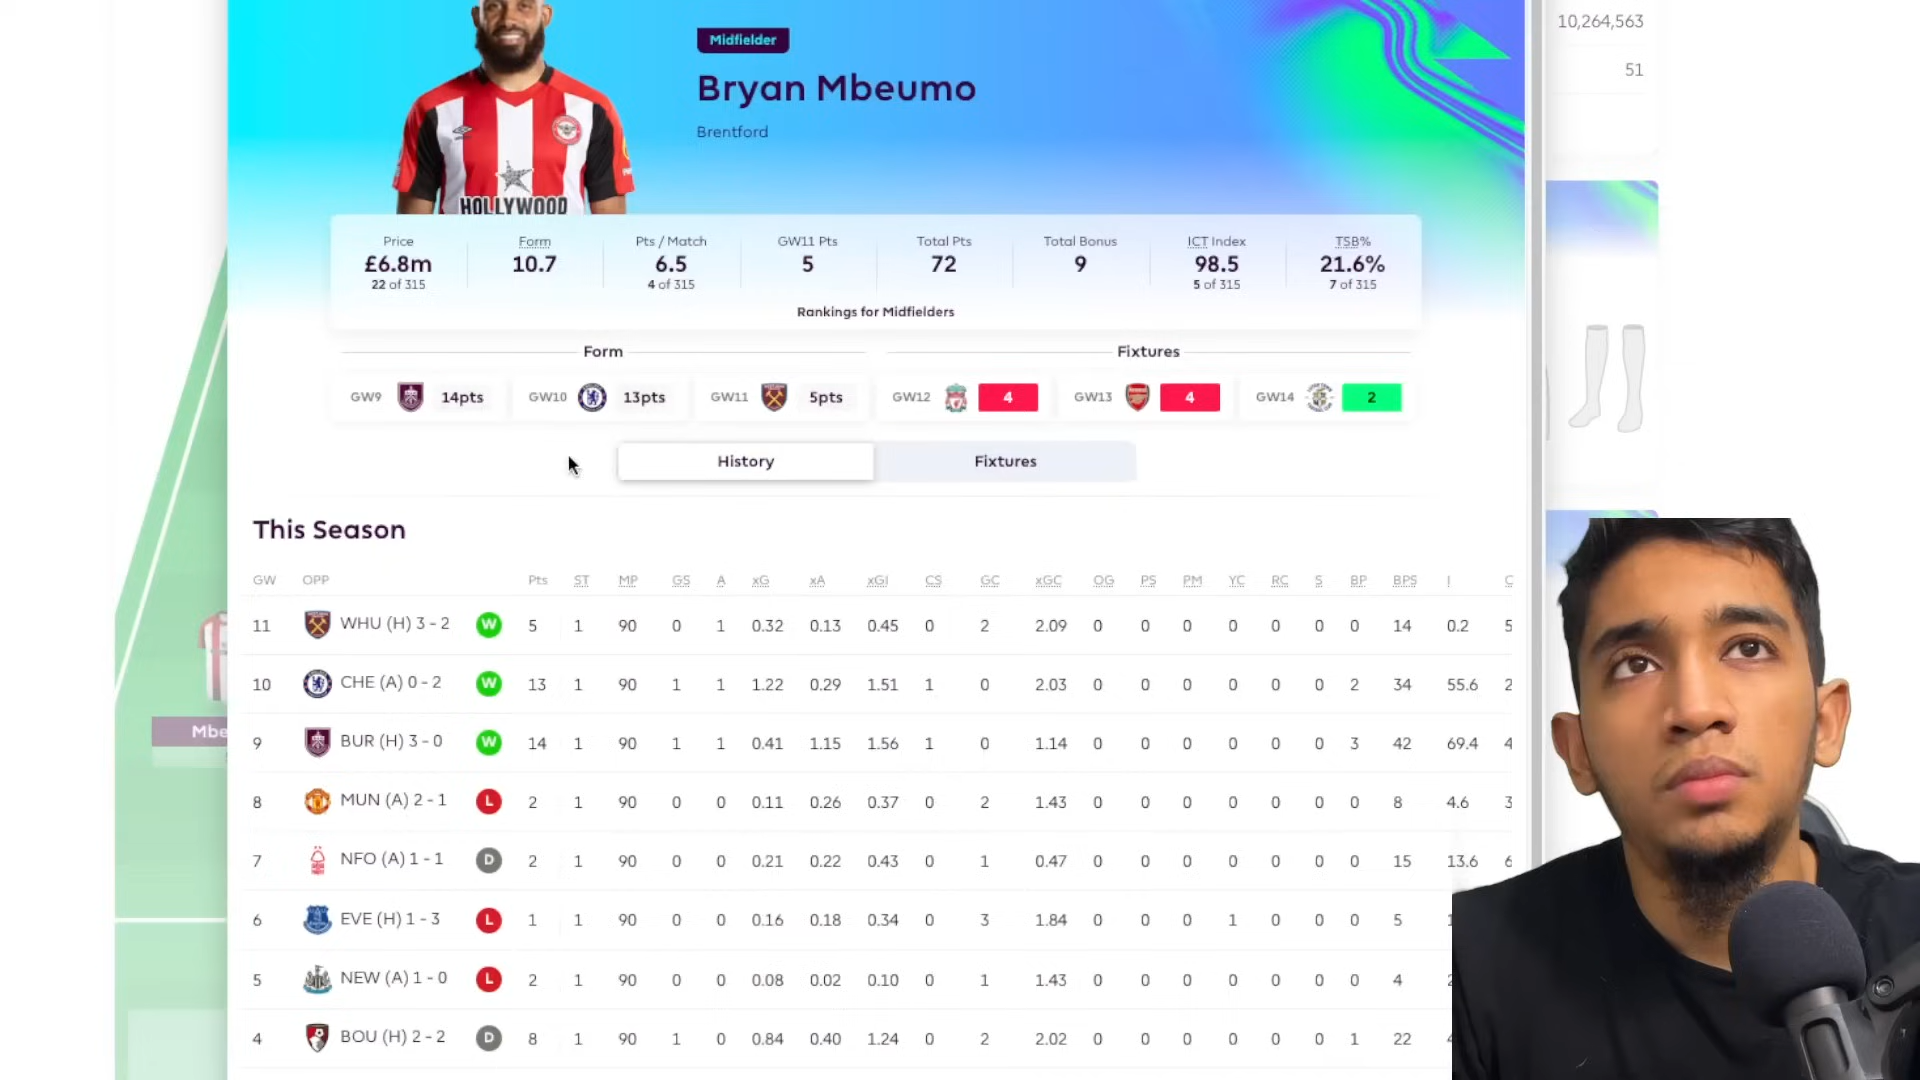 10,264,563
51
Midfielder
Bryan Mbeumo
Brentford
HOLLYWOOD
Price Form Pts / Match GW11 Pts Total Pts Total Bonus ICT Index TSB%
£6.8m 10.7 6.5 5 72 9 98.5 21.6%
22 of 315 4 of 315 5 of 315 7 of 315
Rankings for Midfielders
Form Fixtures
GW9 14pts GW10 13pts GW11 5pts GW12 4 GW13 4 GW14 2
History Fixtures
This Season
GW OPP Pts ST MP GS A xG xA xGI CS GC xGC OG PS PM YC RC S BP BPS I
11 WHU (H) 3 - 2 W 5 1 90 0 1 0.32 0.13 0.45 0 2 2.09 0 0 0 0 0 0 0 14 0.2 5
10 CHE (A) 0 - 2 W 13 1 90 1 1 1.22 0.29 1.51 1 0 2.03 0 0 0 0 0 0 2 34 55.6 2
9 BUR (H) 3 - 0 W 14 1 90 1 1 0.41 1.15 1.56 1 0 1.14 0 0 0 0 0 0 3 42 69.4 4
8 MUN (A) 2 - 1 L 2 1 90 0 0 0.11 0.26 0.37 0 2 1.43 0 0 0 0 0 0 0 8 4.6 3
7 NFO (A) 1 - 1 D 2 1 90 0 0 0.21 0.22 0.43 0 1 0.47 0 0 0 0 0 0 0 15 13.6 6
6 EVE (H) 1 - 3 L 1 1 90 0 0 0.16 0.18 0.34 0 3 1.84 0 0 0 1 0 0 0 5
5 NEW (A) 1 - 0 L 2 1 90 0 0 0.08 0.02 0.10 0 1 1.43 0 0 0 0 0 0 0 4
4 BOU (H) 2 - 2 D 8 1 90 1 0 0.84 0.40 1.24 0 2 2.02 0 0 0 0 0 0 1 22
Mbe